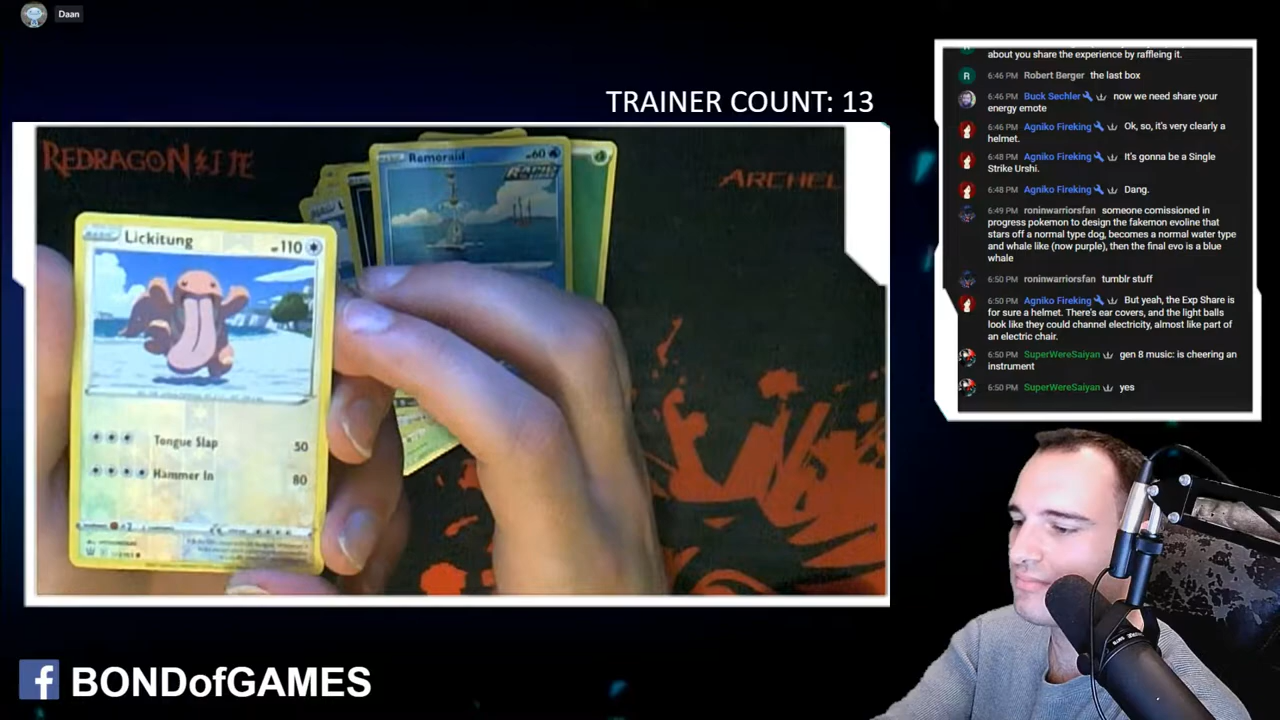 Daan
TRAINER COUNT: 13
REDRAGON
ARCHE
Remoraid
60
Lickitung
110
Tongue Slap 50
Hammer In 80
about you share the experience by raffleing it.
R 6:46 PM Robert Berger the last box
6:46 PM Buck Sechler now we need share your
energy emote
6:46 PM Agniko Fireking Ok, so, it's very clearly a
helmet.
6:48 PM Agniko Fireking It's gonna be a Single
Strike Urshi.
6:48 PM Agniko Fireking Dang.
6:49 PM roninwarriorsfan someone comissioned in
progress pokemon to design the fakemon evoline that
stars off a normal type dog, becomes a normal water type
and whale like (now purple), then the final evo is a blue
whale
6:50 PM roninwarriorsfan tumblr stuff
6:50 PM Agniko Fireking But yeah, the Exp Share is
for sure a helmet. There's ear covers, and the light balls
look like they could channel electricity, almost like part of
an electric chair.
6:50 PM SuperWereSaiyan gen 8 music: is cheering an
instrument
6:50 PM SuperWereSaiyan yes
BONDofGAMES